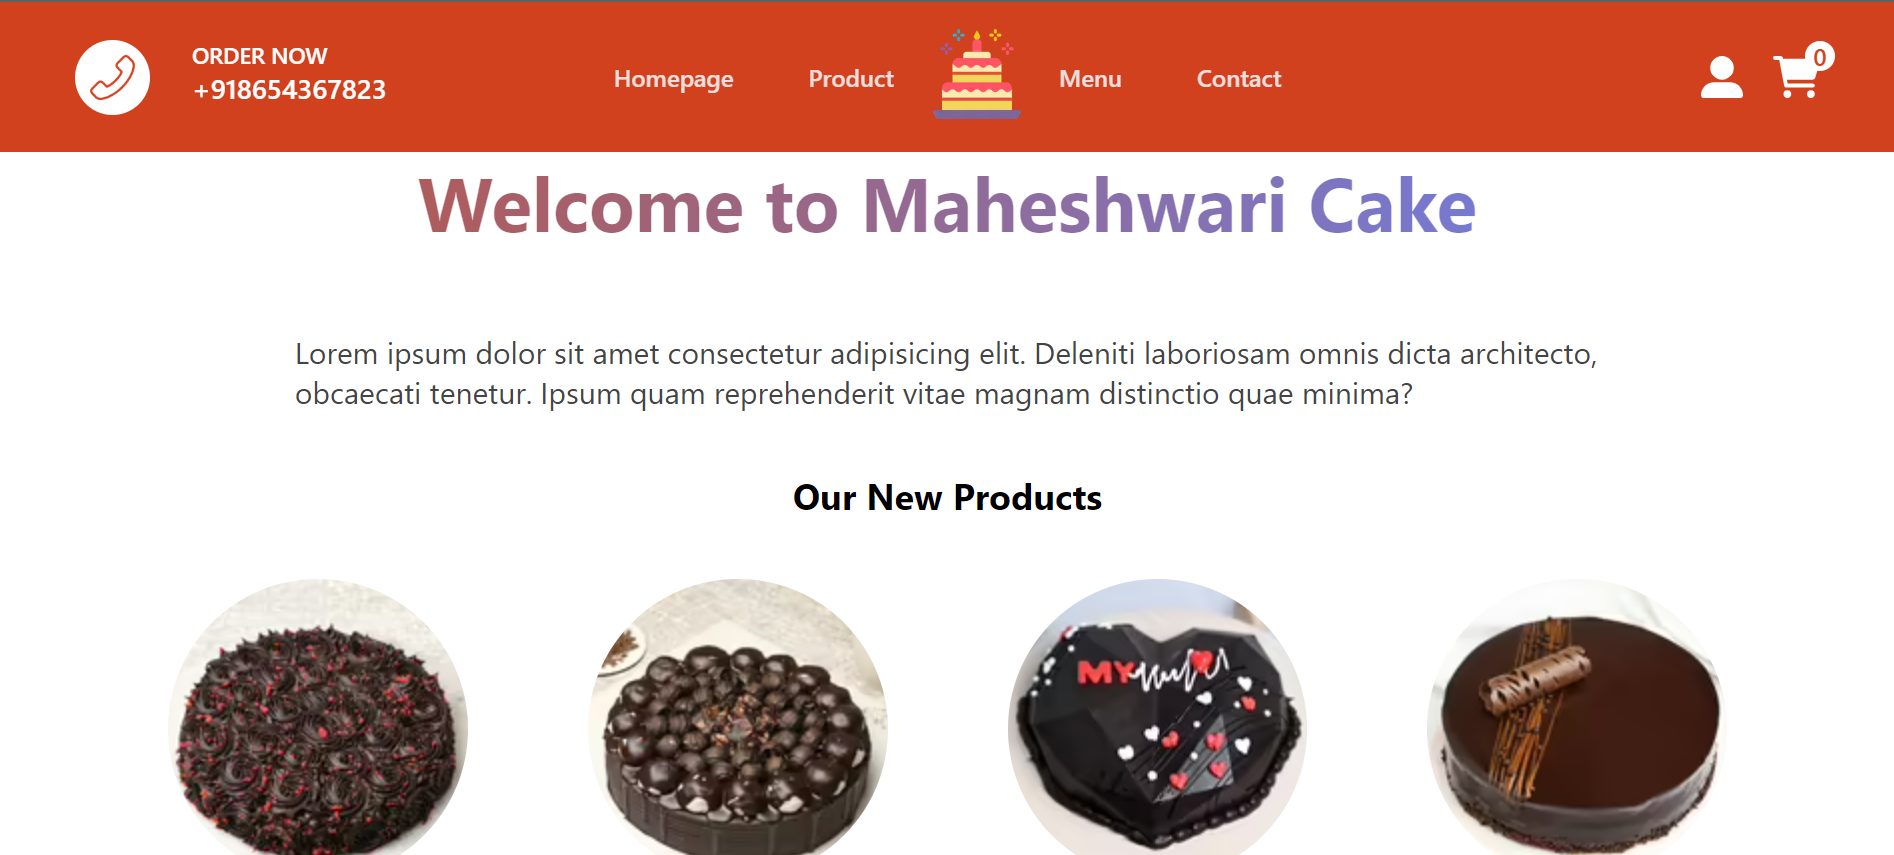 ORDER NOW
+918654367823
Homepage
Product
Menu
Contact
0
Welcome to Maheshwari Cake
Lorem ipsum dolor sit amet consectetur adipisicing elit. Deleniti laboriosam omnis dicta architecto,
obcaecati tenetur. Ipsum quam reprehenderit vitae magnam distinctio quae minima?
Our New Products
MY